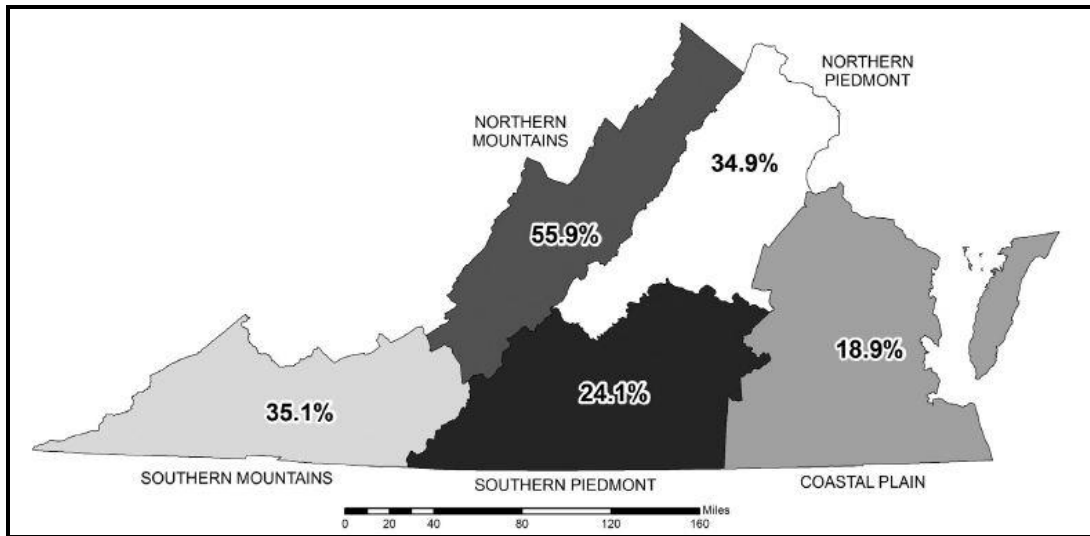 NORTHERN
PIEDMONT
NORTHERN
MOUNTAINS
34.9%
55.9%
18.9%
24.1%
35.1%
SOUTHERN MOUNTAINS
SOUTHERN PIEDMONT
COASTAL PLAIN
Miles
0 20 40 80 120 160